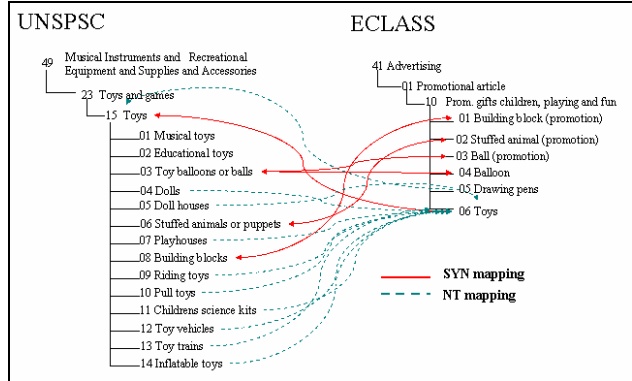 UNSPSC
49 Musical Instruments and Recreational
Equipment and Supplies and Accessories
23 Toys and games
15 Toys
01 Musical toys
02 Educational toys
03 Toy balloons or balls
04 Dolls
05 Doll houses
06 Stuffed animals or puppets
07 Playhouses
08 Building blocks
09 Riding toys
10 Pull toys
11 Childrens science kits
12 Toy vehicles
13 Toy trains
14 Inflatable toys
ECLASS
41 Advertising
01 Promotional article
10 Prom. gifts children, playing and fun
01 Building block (promotion)
02 Stuffed animal (promotion)
03 Ball (promotion)
04 Balloon
05 Drawing pens
06 Toys
SYN mapping
NT mapping